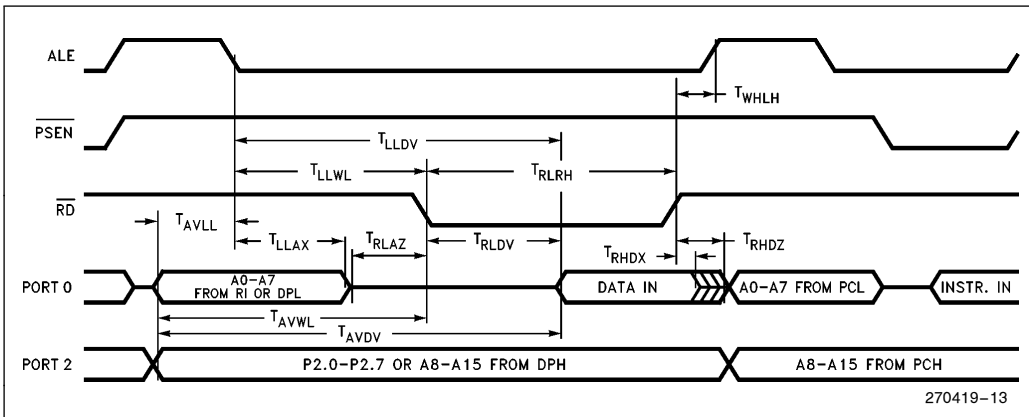 ALE
TWHLH
PSEN
TLLDV
TLLWL
TRLRH
RD
TAVLL
TLLAX
TRLAZ
TRLDV
TRHDX
TRHDZ
PORT 0
A0–A7
FROM RI OR DPL
DATA IN
A0–A7 FROM PCL
INSTR. IN
TAVWL
TAVDV
PORT 2
P2.0–P2.7 OR A8–A15 FROM DPH
A8–A15 FROM PCH
270419–13